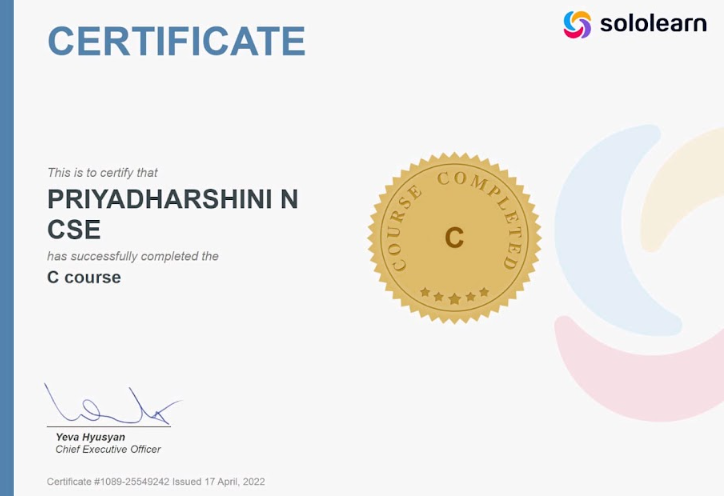 CERTIFICATE
sololearn
This is to certify that
PRIYADHARSHINI N
CSE
has successfully completed the
C course
COURSE COMPLETED
C
Yeva Hyusyan
Chief Executive Officer
Certificate #1089-25549242 Issued 17 April, 2022